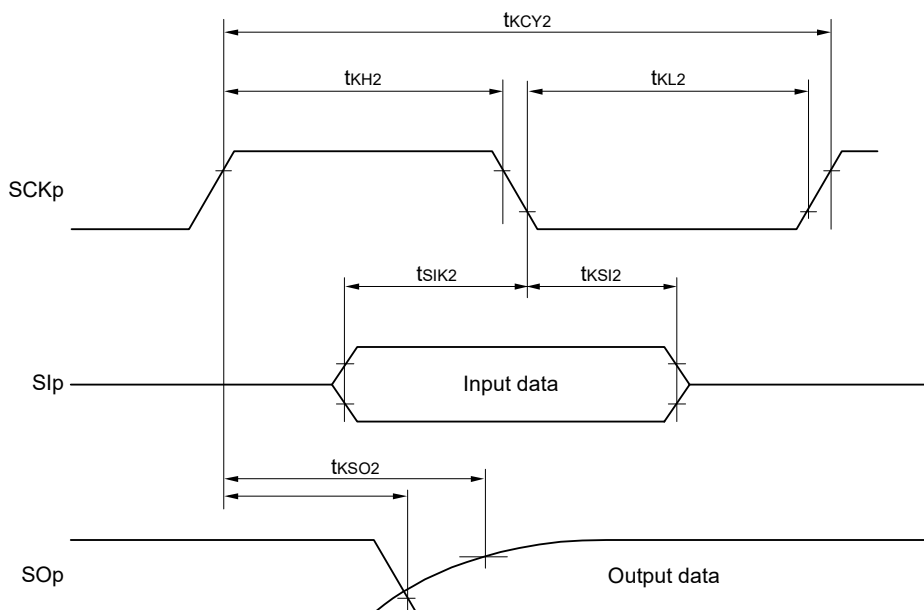 tKCY2
tKH2
tKL2
SCKp
tSIK2
tKSI2
SIp
Input data
tKSO2
SOp
Output data